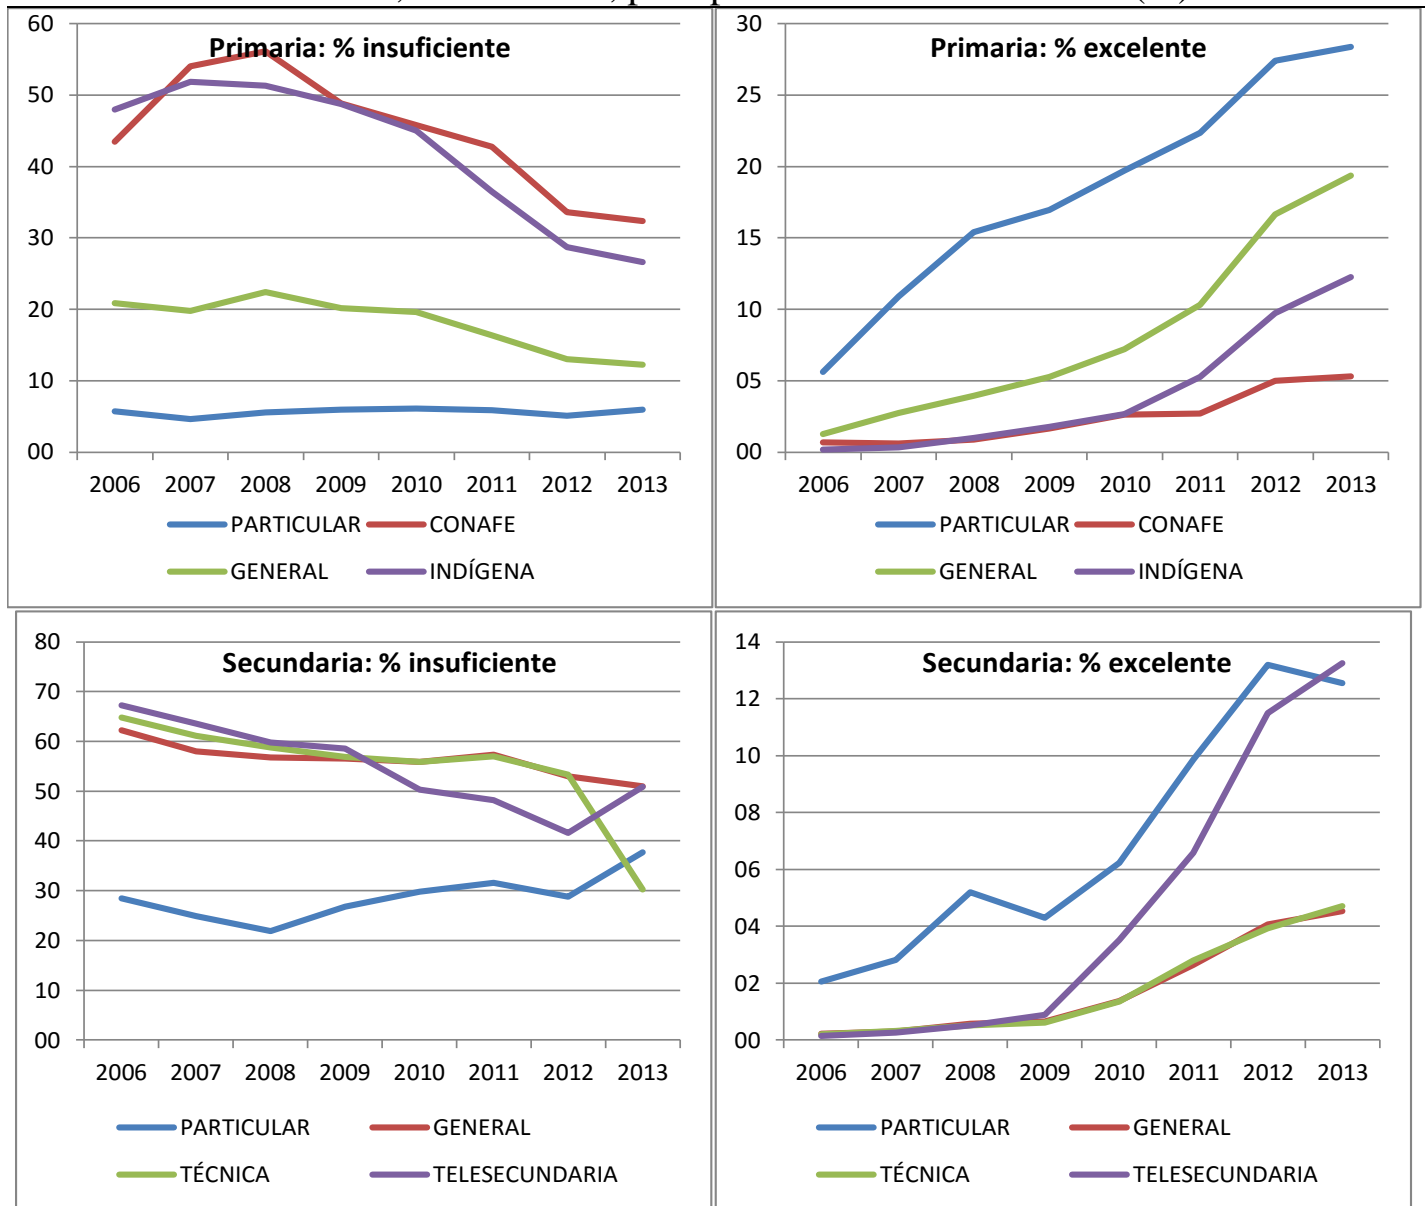 Primaria: % insuficiente
60
50
40
30
20
10
00
2006 2007 2008 2009 2010 2011 2012 2013
PARTICULAR CONAFE
GENERAL INDÍGENA
Primaria: % excelente
30
25
20
15
10
05
00
2006 2007 2008 2009 2010 2011 2012 2013
PARTICULAR CONAFE
GENERAL INDÍGENA
Secundaria: % insuficiente
80
70
60
50
40
30
20
10
00
2006 2007 2008 2009 2010 2011 2012 2013
PARTICULAR GENERAL
TÉCNICA TELESECUNDARIA
Secundaria: % excelente
14
12
10
08
06
04
02
00
2006 2007 2008 2009 2010 2011 2012 2013
PARTICULAR GENERAL
TÉCNICA TELESECUNDARIA